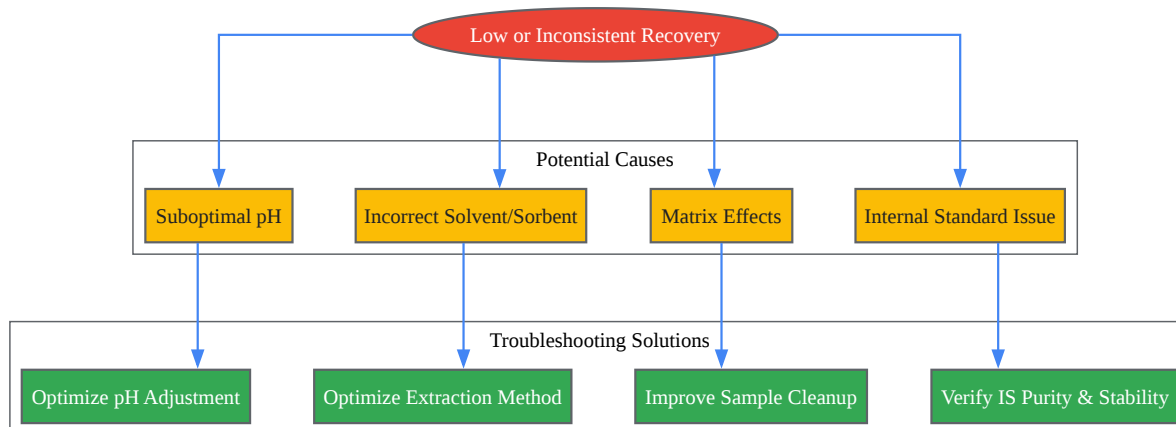 Low or Inconsistent Recovery
Potential Causes
Suboptimal pH
Incorrect Solvent/Sorbent
Matrix Effects
Internal Standard Issue
Troubleshooting Solutions
Optimize pH Adjustment
Optimize Extraction Method
Improve Sample Cleanup
Verify IS Purity & Stability